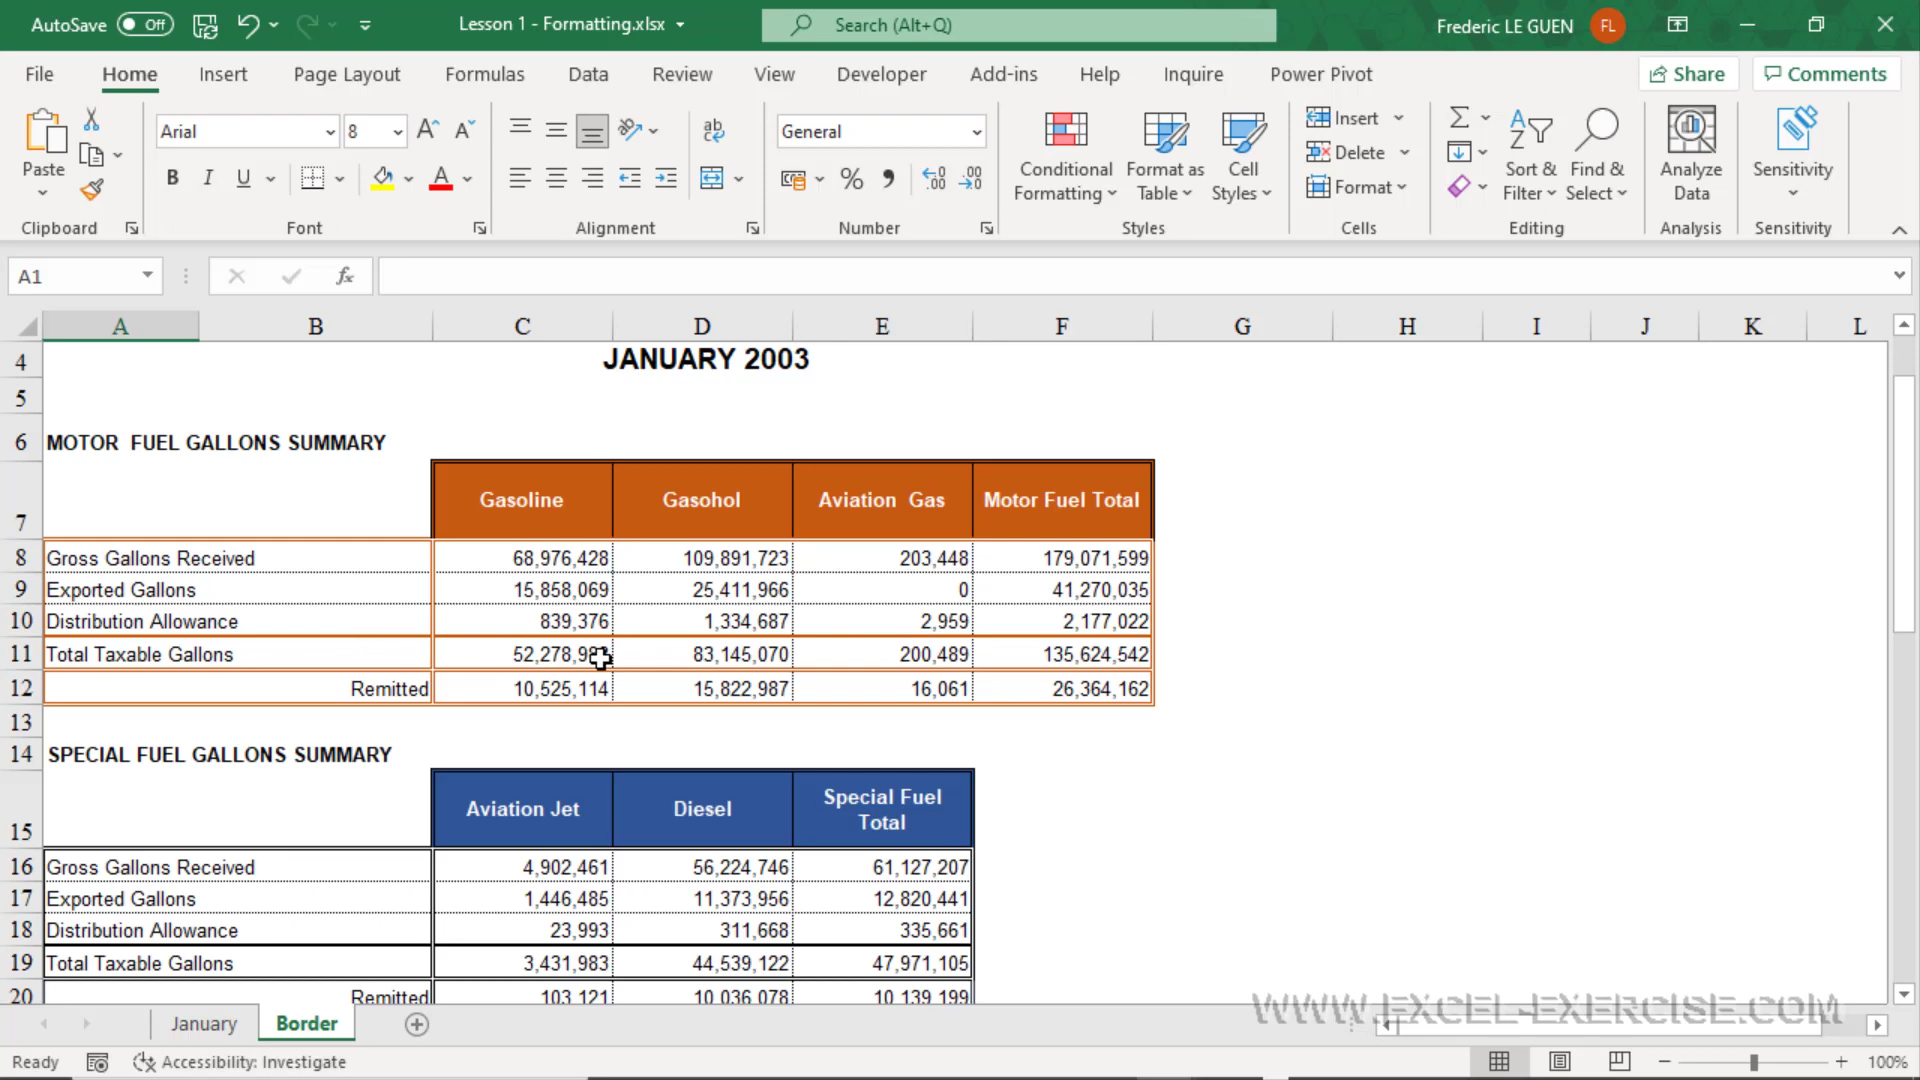 AutoSave Off Lesson 1 - Formatting.xlsx Search (Alt+Q) Frederic LE GUEN FL
File Home Insert Page Layout Formulas Data Review View Developer Add-ins Help Inquire Power Pivot Share Comments
Paste
Clipboard
Arial 8
B I U
Font
Alignment
General
Number
Conditional Formatting
Format as Table
Cell Styles
Styles
Insert
Delete
Format
Cells
Sort & Filter
Find & Select
Editing
Analyze Data
Analysis
Sensitivity
Sensitivity
A1 fx
A B C D E F G H I J K L
4 JANUARY 2003
5
6 MOTOR FUEL GALLONS SUMMARY
7 Gasoline Gasohol Aviation Gas Motor Fuel Total
8 Gross Gallons Received 68,976,428 109,891,723 203,448 179,071,599
9 Exported Gallons 15,858,069 25,411,966 0 41,270,035
10 Distribution Allowance 839,376 1,334,687 2,959 2,177,022
11 Total Taxable Gallons 83,145,070 200,489 135,624,542
12 Remitted 10,525,114 15,822,987 16,061 26,364,162
13
14 SPECIAL FUEL GALLONS SUMMARY
15 Aviation Jet Diesel Special Fuel Total
16 Gross Gallons Received 4,902,461 56,224,746 61,127,207
17 Exported Gallons 1,446,485 11,373,956 12,820,441
18 Distribution Allowance 23,993 311,668 335,661
19 Total Taxable Gallons 3,431,983 44,539,122 47,971,105
20 Remitted 103,121 10,036,078 10,139,199
WWW.EXCEL-EXERCISE.COM
January Border
Ready Accessibility: Investigate 100%